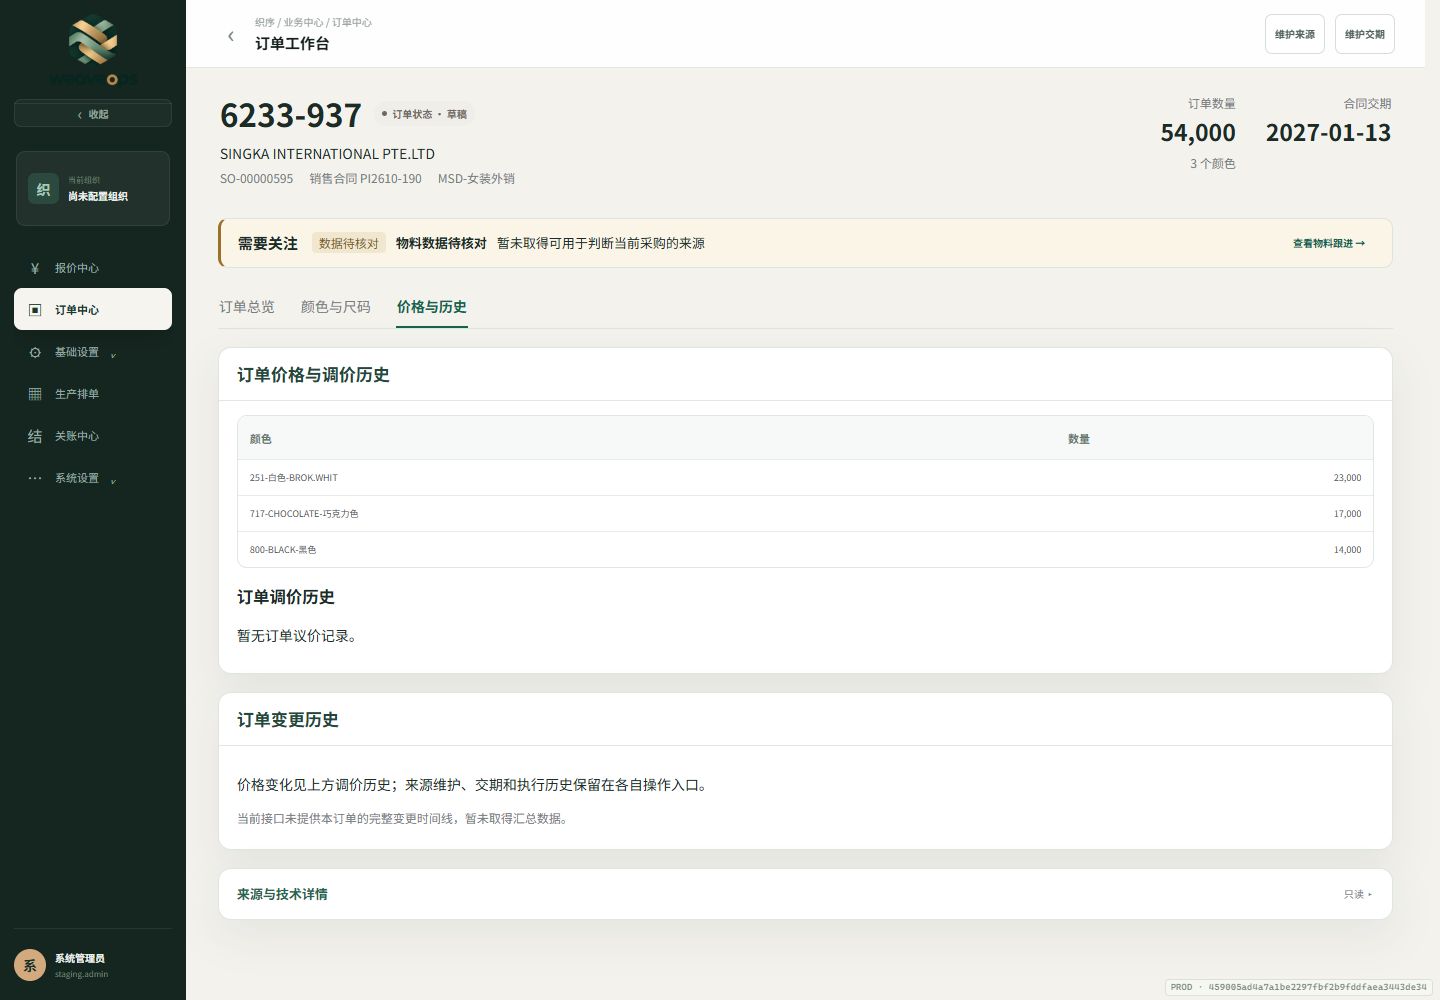 weaveops
‹ 收起
织
当前组织
尚未配置组织
¥ 报价中心
订单中心
基础设置 v
生产排单
结 关账中心
系统设置 v
系
系统管理员
staging.admin
‹
织序 / 业务中心 / 订单中心
订单工作台
维护来源
维护交期
6233-937
订单状态 · 草稿
SINGKA INTERNATIONAL PTE.LTD
SO-00000595 销售合同 PI2610-190 MSD-女装外销
订单数量
54,000
3 个颜色
合同交期
2027-01-13
需要关注 数据待核对 物料数据待核对 暂未取得可用于判断当前采购的来源
查看物料跟进 →
订单总览 颜色与尺码 价格与历史
订单价格与调价历史
颜色 数量
251-白色-BROK.WHIT 23,000
717-CHOCOLATE-巧克力色 17,000
800-BLACK-黑色 14,000
订单调价历史
暂无订单议价记录。
订单变更历史
价格变化见上方调价历史；来源维护、交期和执行历史保留在各自操作入口。
当前接口未提供本订单的完整变更时间线，暂未取得汇总数据。
来源与技术详情
只读
PROD · 459005ad4a7a1be2297fbf2b9fddfaea3443de34